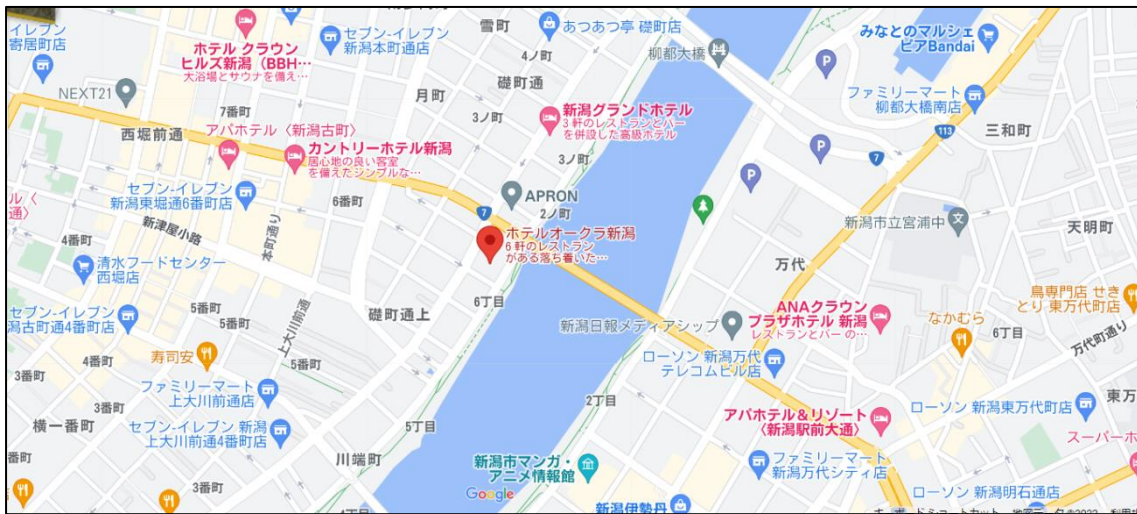 イレブン
寄居町店
ホテル クラウン
ヒルズ新潟（BBH…
大浴場とサウナを備え…
セブン-イレブン
新潟本町通店
雪町
あつあつ亭 礎町店
4ノ町
柳都大橋
みなとのマルシェ
ピアBandai
NEXT21
7番町
月町
礎町通
3ノ町
新潟グランドホテル
3 軒のレストランとバー
を併設した高級ホテル
ファミリーマート
柳都大橋南店
113
三和町
西堀前通
アパホテル〈新潟古町〉
カントリーホテル新潟
居心地の良い客室
を備えたシンプルな…
3ノ町
7
セブン-イレブン
新潟東堀通6番町店
6番町
APRON
2ノ町
7
ホテルオークラ新潟
6 軒のレストラン
がある落ち着いた…
新潟市立宮浦中
天明町
ル〈
通〉
4番町
新津屋小路
本町通り
清水フードセンター
西堀店
万代
6丁目
セブン-イレブン
潟古町通4番町店
5番町
5番町
上大川前通
礎町通上
新潟日報メディアシップ
ANAクラウン
プラザホテル 新潟
レストランとバー の…
鳥専門店 せき
とり 東万代町店
なかむら
6丁目
万代町通り
4番町
寿司安
5番町
3番町
ファミリーマート
上大川前通店
4番町
ローソン 新潟万代
テレコムビル店
3番町
横一番町
セブン-イレブン 新潟
上大川前通4番町店
5丁目
2丁目
アパホテル＆リゾート
〈新潟駅前大通〉
ローソン 新潟東万代町店
東万
番町
川端町
新潟市マンガ・
アニメ情報館
ファミリーマート
新潟万代シティ店
スーパーホ
3番町
Google
新潟伊勢丹
ローソン 新潟明石通店